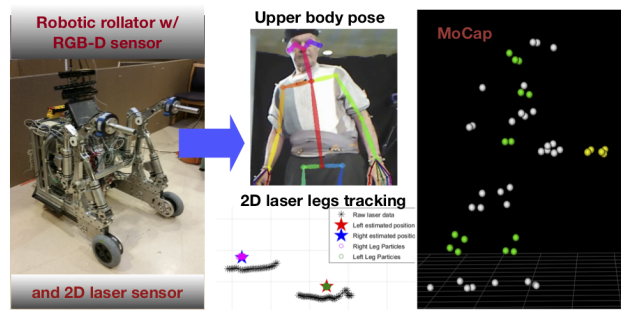 Robotic rollator w/
RGB-D sensor
and 2D laser sensor
Upper body pose
2D laser legs tracking
Raw laser data
Left estimated position
Right estimated positio
Right Leg Particles
Left Leg Particles
MoCap